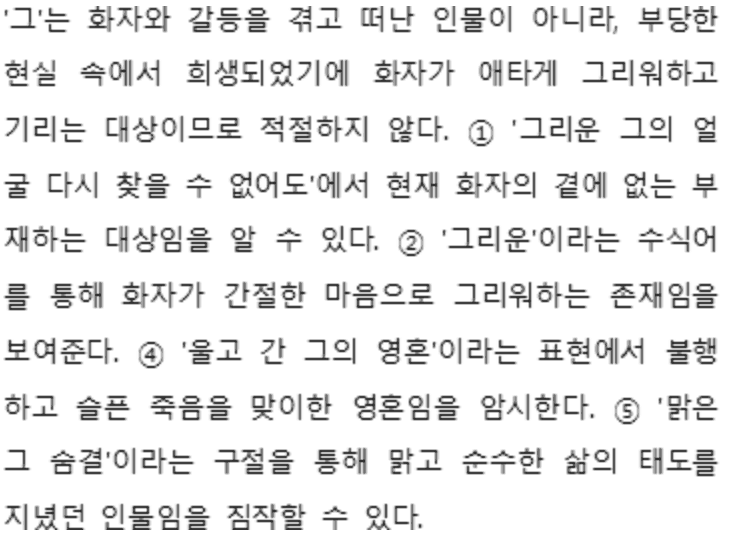 '그'는 화자와 갈등을 겪고 떠난 인물이 아니라, 부당한
현실 속에서 희생되었기에 화자가 애타게 그리워하고
기리는 대상이므로 적절하지 않다. ① '그리운 그의 얼
굴 다시 찾을 수 없어도'에서 현재 화자의 곁에 없는 부
재하는 대상임을 알 수 있다. ② '그리운'이라는 수식어
를 통해 화자가 간절한 마음으로 그리워하는 존재임을
보여준다. ④ '울고 간 그의 영혼'이라는 표현에서 불행
하고 슬픈 죽음을 맞이한 영혼임을 암시한다. ⑤ '맑은
그 숨결'이라는 구절을 통해 맑고 순수한 삶의 태도를
지녔던 인물임을 짐작할 수 있다.